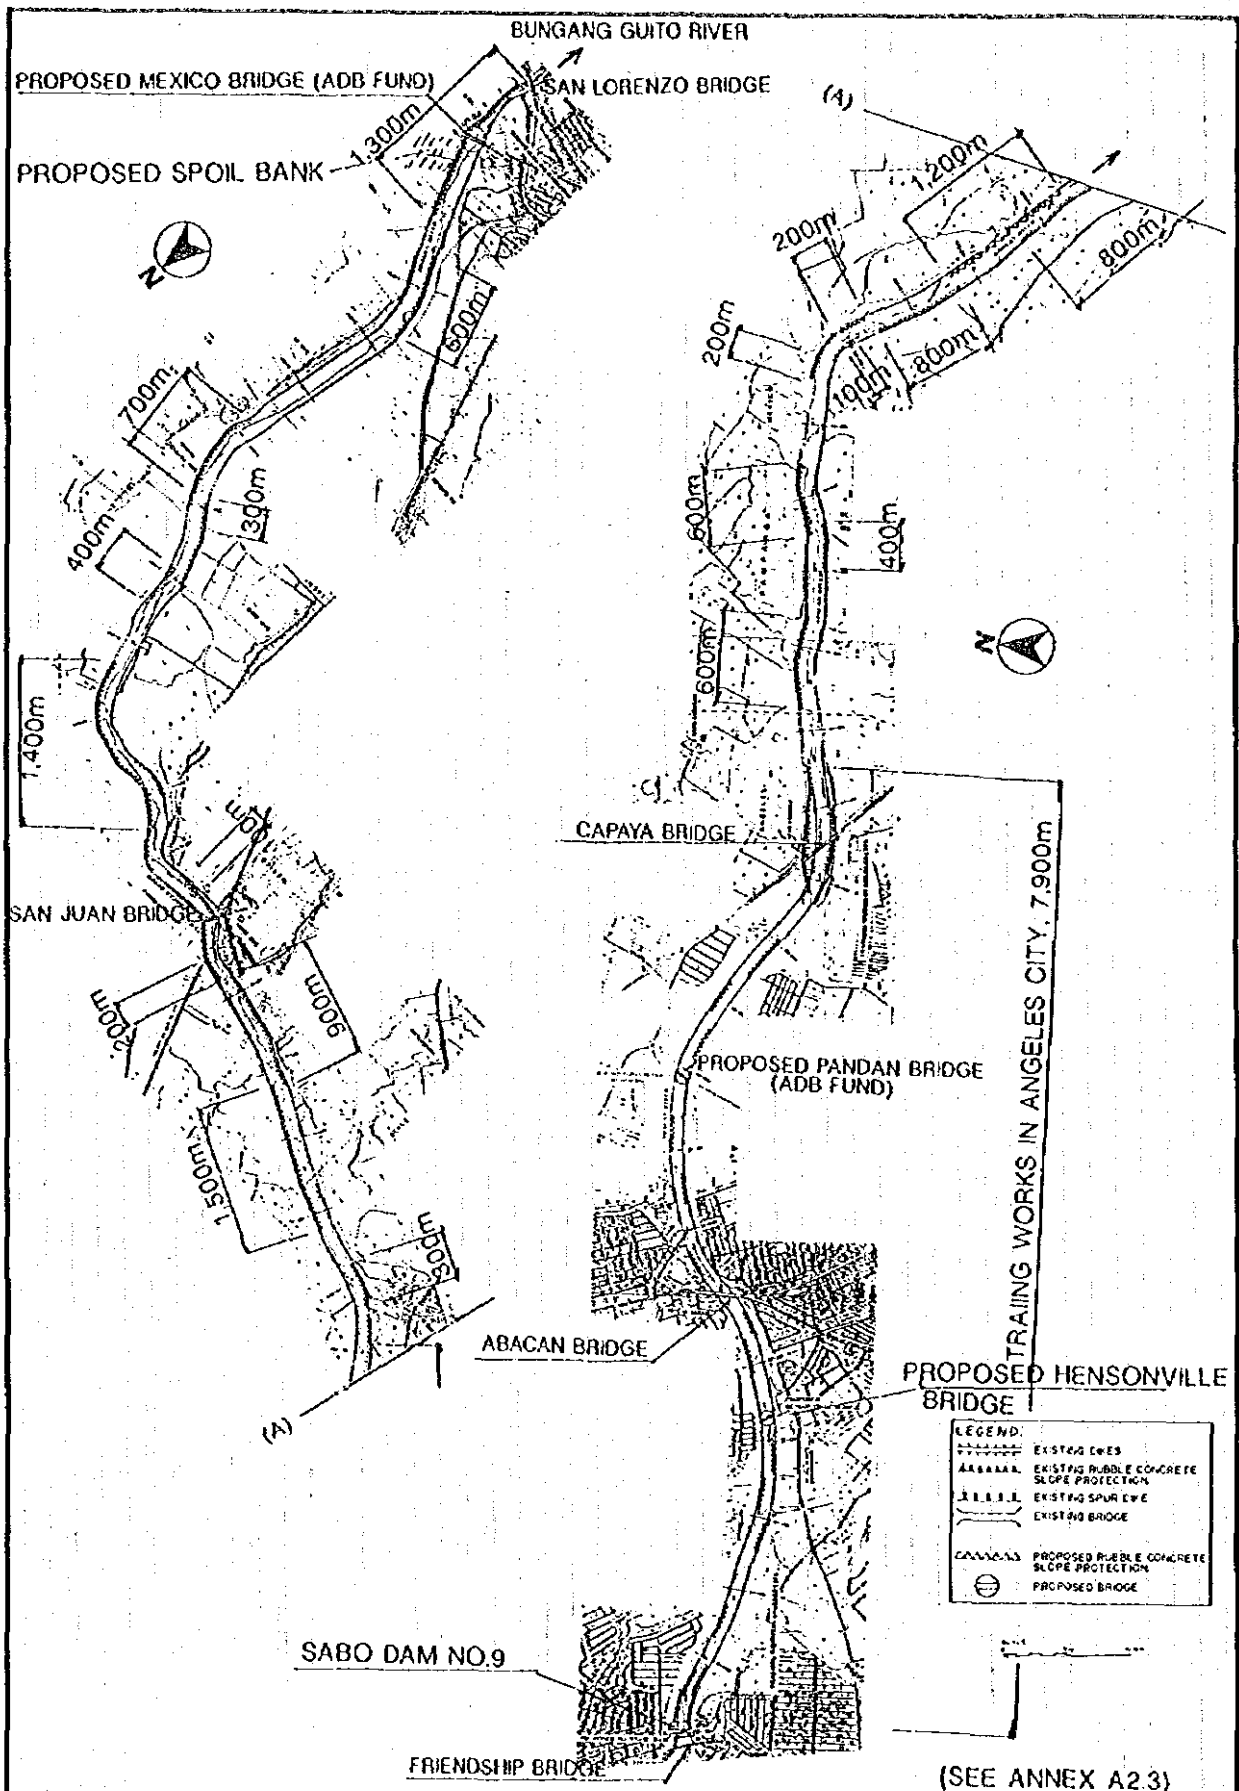 BUNGANG GUITO RIVER
PROPOSED MEXICO BRIDGE (ADB FUND)
SAN LORENZO BRIDGE
(A)
1,300m
PROPOSED SPOIL BANK
1,200m
200m
800m
N
600m
200m
800m
100m
700m
300m
400m
600m
400m
N
600m
1,400m
CAPAYA BRIDGE
SAN JUAN BRIDGE
200m
900m
PROPOSED PANDAN BRIDGE
(ADB FUND)
TRAIING WORKS IN ANGELES CITY, 7,900m
1,500m
300m
ABACAN BRIDGE
PROPOSED HENSONVILLE
BRIDGE
(A)
LEGEND:
EXISTING DIKES
EXISTING RUBBLE CONCRETE
SLOPE PROTECTION
EXISTING SPUR DIKE
EXISTING BRIDGE
PROPOSED RUBBLE CONCRETE
SLOPE PROTECTION
PROPOSED BRIDGE
SABO DAM NO.9
FRIENDSHIP BRIDGE
(SEE ANNEX A2.3)